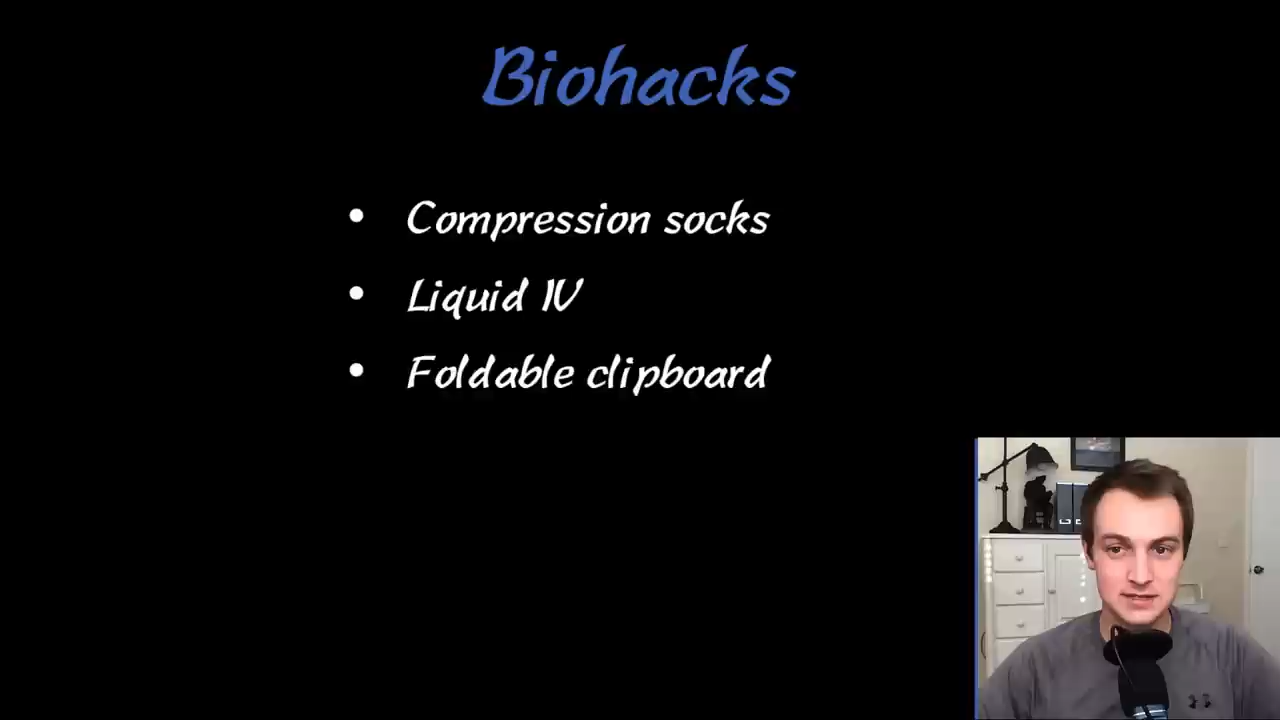 Biohacks
• Compression socks
• Liquid IV
• Foldable clipboard